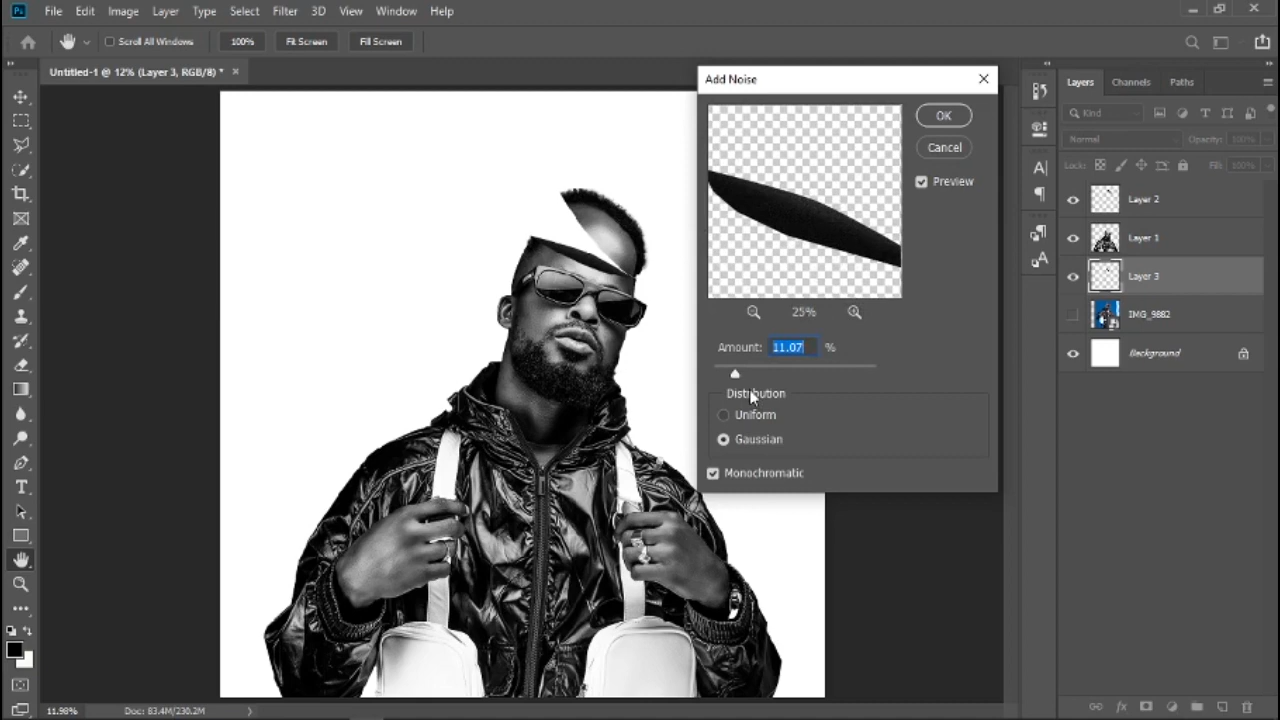 Ps File Edit Image Layer Type Select Filter 3D View Window Help
Scroll All Windows 100% Fit Screen Fill Screen
Untitled-1 @ 12% (Layer 3, RGB/8) * ×
Add Noise
OK
Cancel
Preview
25%
Amount: 11.07 %
Distribution
Uniform
Gaussian
Monochromatic
Layers Channels Paths
Kind
Normal Opacity: 100%
Lock: Fill: 100%
Layer 2
Layer 1
Layer 3
IMG_9882
Background
11.98% Doc: 83.4M/230.2M